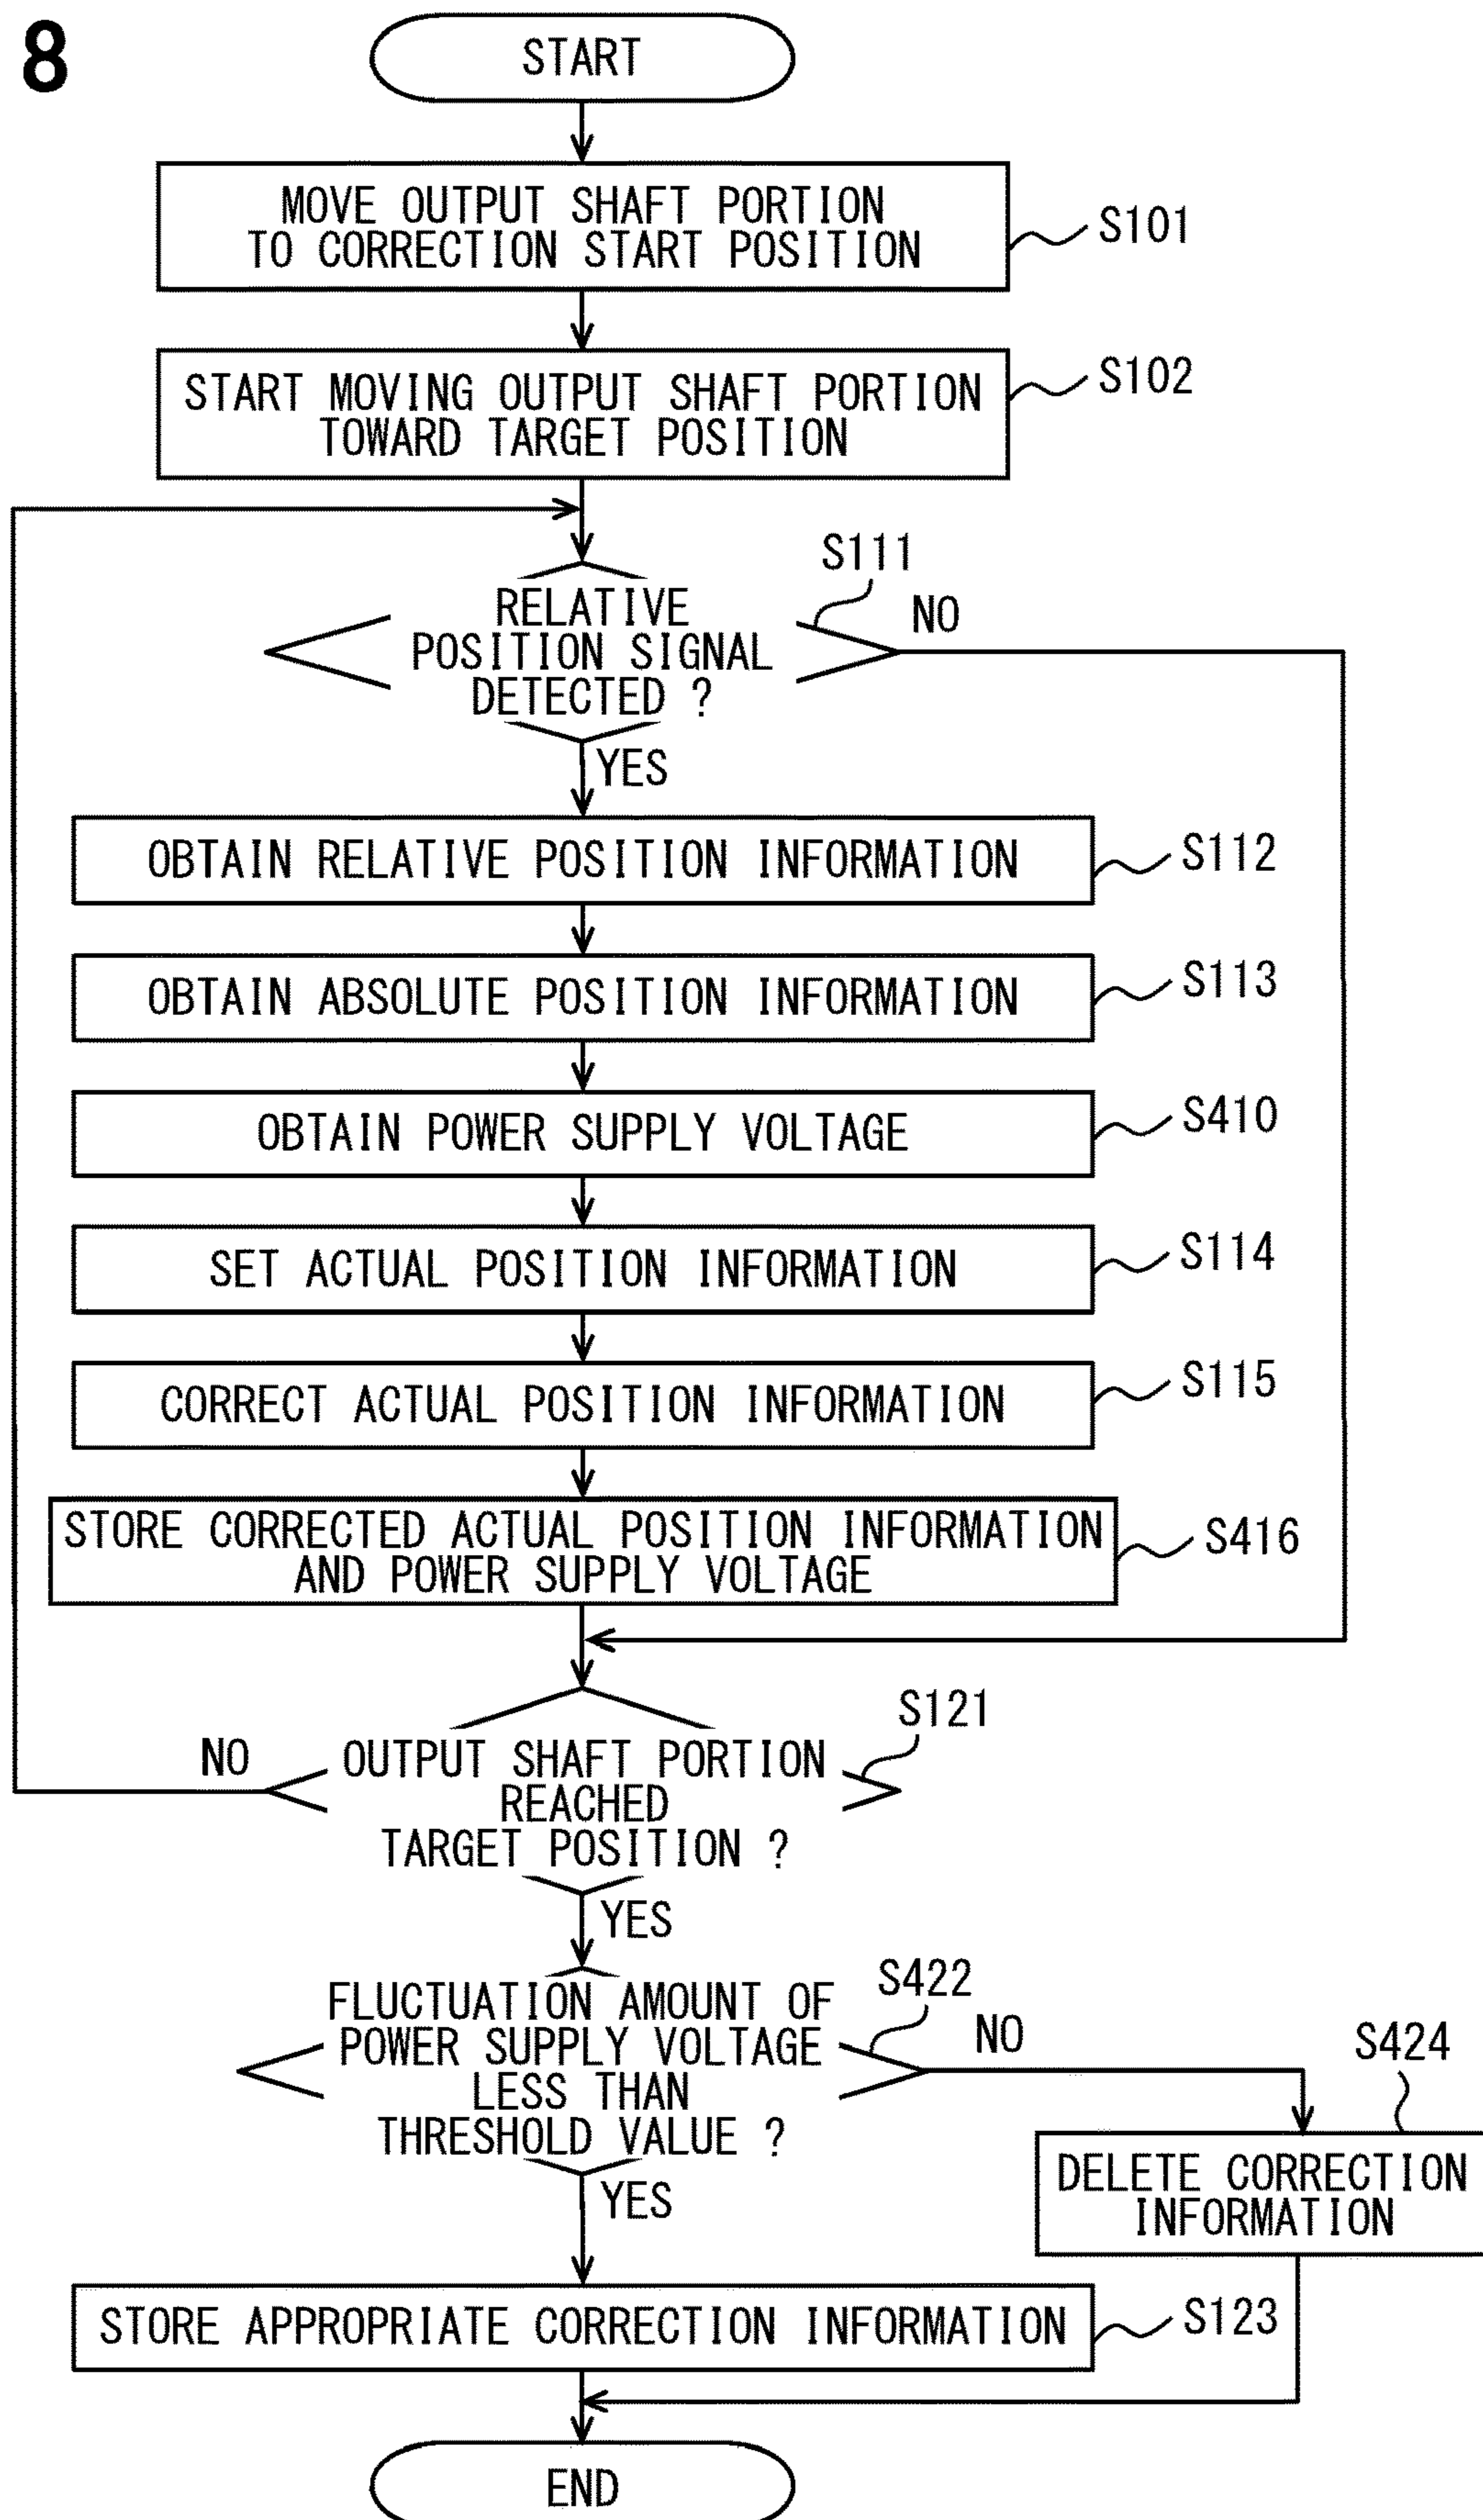 8
START
MOVE OUTPUT SHAFT PORTION
TO CORRECTION START POSITION
S101
START MOVING OUTPUT SHAFT PORTION
TOWARD TARGET POSITION
S102
S111
RELATIVE
POSITION SIGNAL
DETECTED ?
NO
YES
OBTAIN RELATIVE POSITION INFORMATION
S112
OBTAIN ABSOLUTE POSITION INFORMATION
S113
OBTAIN POWER SUPPLY VOLTAGE
S410
SET ACTUAL POSITION INFORMATION
S114
CORRECT ACTUAL POSITION INFORMATION
S115
STORE CORRECTED ACTUAL POSITION INFORMATION
AND POWER SUPPLY VOLTAGE
S416
S121
NO
OUTPUT SHAFT PORTION
REACHED
TARGET POSITION ?
YES
S422
FLUCTUATION AMOUNT OF
POWER SUPPLY VOLTAGE
LESS THAN
THRESHOLD VALUE ?
NO
S424
YES
DELETE CORRECTION
INFORMATION
STORE APPROPRIATE CORRECTION INFORMATION
S123
END